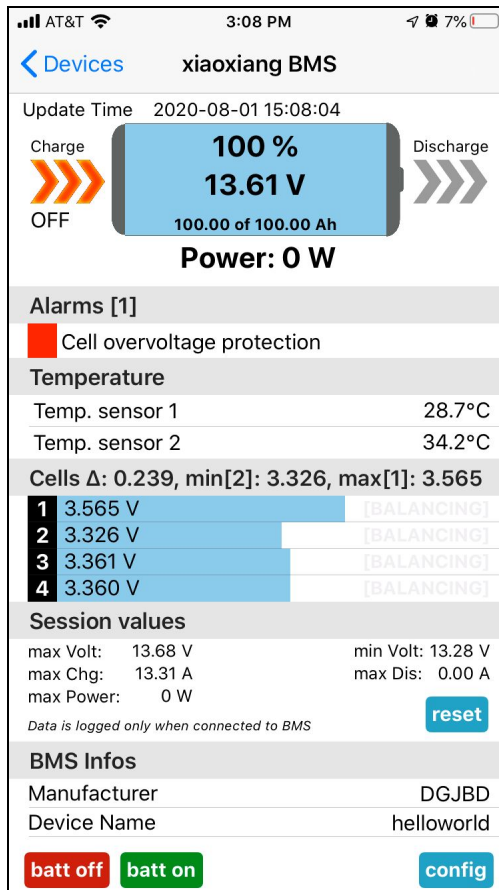 AT&T 3:08 PM 7%
Devices xiaoxiang BMS
Update Time 2020-08-01 15:08:04
Charge 100 % Discharge
13.61 V
OFF 100.00 of 100.00 Ah
Power: 0 W
Alarms [1]
Cell overvoltage protection
Temperature
Temp. sensor 1 28.7°C
Temp. sensor 2 34.2°C
Cells Δ: 0.239, min[2]: 3.326, max[1]: 3.565
1 3.565 V [BALANCING]
2 3.326 V [BALANCING]
3 3.361 V [BALANCING]
4 3.360 V [BALANCING]
Session values
max Volt: 13.68 V min Volt: 13.28 V
max Chg: 13.31 A max Dis: 0.00 A
max Power: 0 W
reset
Data is logged only when connected to BMS
BMS Infos
Manufacturer DGJBD
Device Name helloworld
batt off batt on config